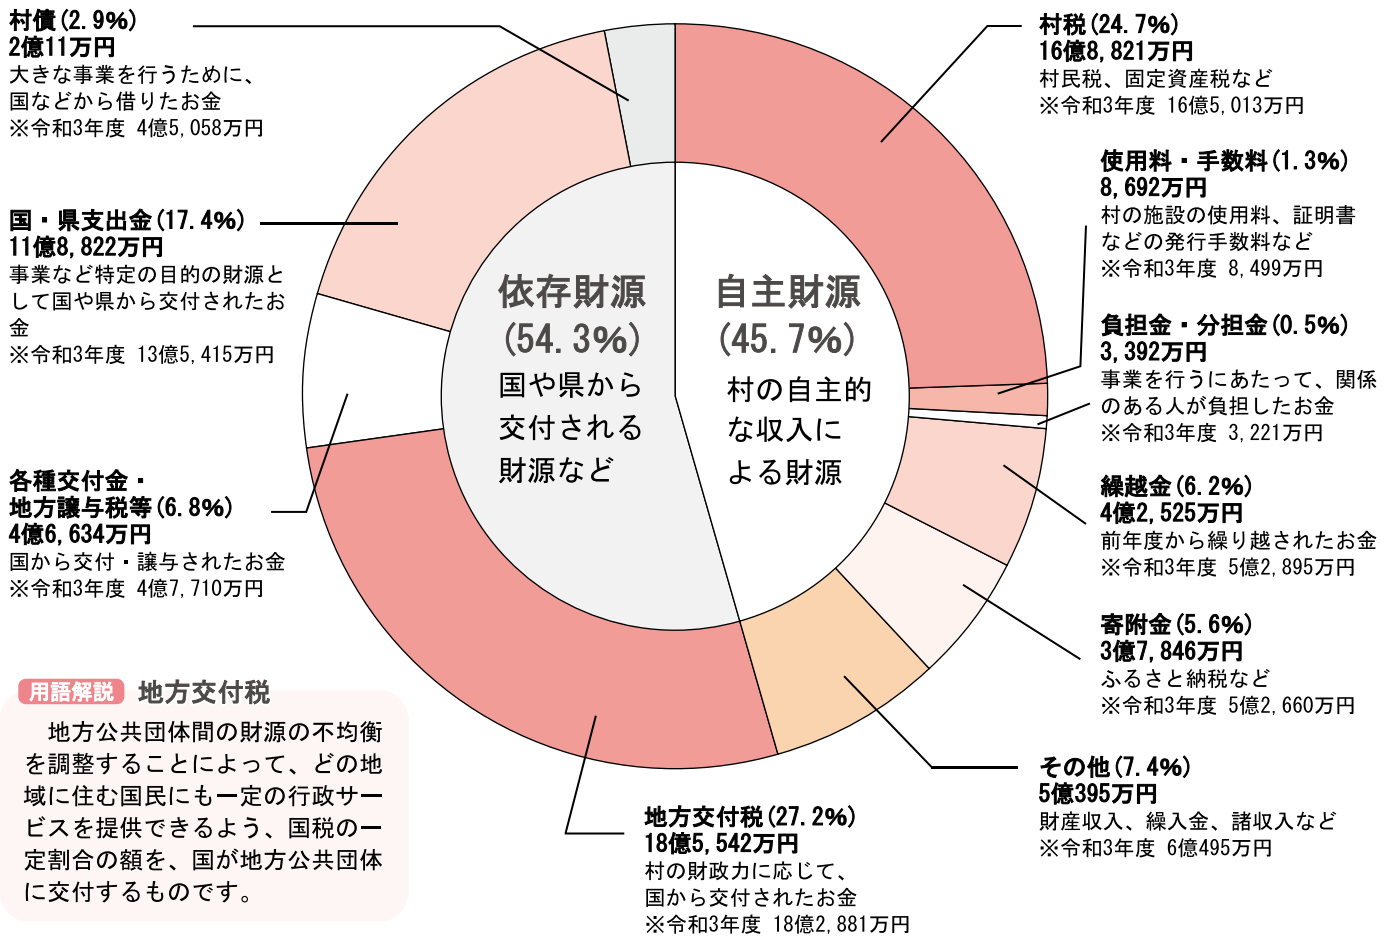 村債(2.9%)
2億11万円
大きな事業を行うために、
国などから借りたお金
※令和3年度 4億5,058万円
国・県支出金(17.4%)
11億8,822万円
事業など特定の目的の財源と
して国や県から交付されたお
金
※令和3年度 13億5,415万円
各種交付金・
地方譲与税等(6.8%)
4億6,634万円
国から交付・譲与されたお金
※令和3年度 4億7,710万円
依存財源
(54.3%)
国や県から
交付される
財源など
自主財源
(45.7%)
村の自主的
な収入に
よる財源
村税(24.7%)
16億8,821万円
村民税、固定資産税など
※令和3年度 16億5,013万円
使用料・手数料(1.3%)
8,692万円
村の施設の使用料、証明書
などの発行手数料など
※令和3年度 8,499万円
負担金・分担金(0.5%)
3,392万円
事業を行うにあたって、関係
のある人が負担したお金
※令和3年度 3,221万円
繰越金(6.2%)
4億2,525万円
前年度から繰り越されたお金
※令和3年度 5億2,895万円
寄附金(5.6%)
3億7,846万円
ふるさと納税など
※令和3年度 5億2,660万円
その他(7.4%)
5億395万円
財産収入、繰入金、諸収入など
※令和3年度 6億495万円
地方交付税(27.2%)
18億5,542万円
村の財政力に応じて、
国から交付されたお金
※令和3年度 18億2,881万円
用語解説 地方交付税
地方公共団体間の財源の不均衡
を調整することによって、どの地
域に住む国民にも一定の行政サー
ビスを提供できるよう、国税の一
定割合の額を、国が地方公共団体
に交付するものです。